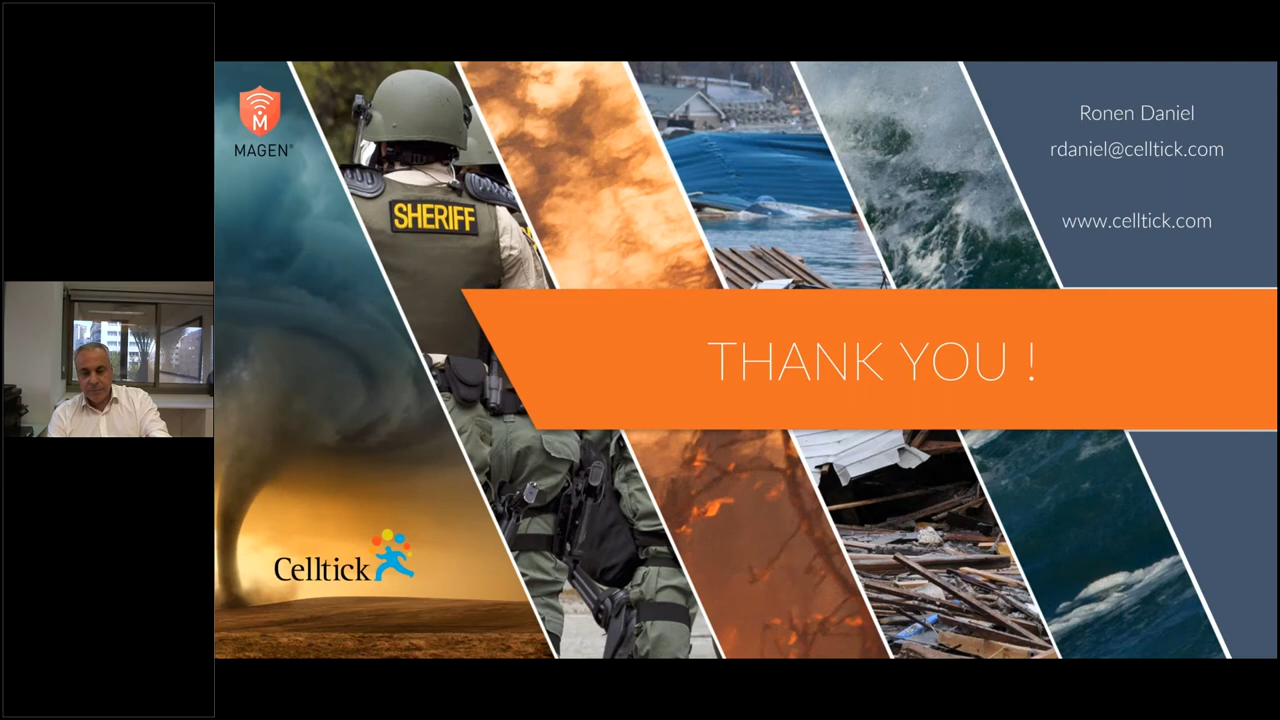 M
MAGEN®
SHERIFF
Ronen Daniel
rdaniel@celltick.com
www.celltick.com
THANK YOU !
Celltick